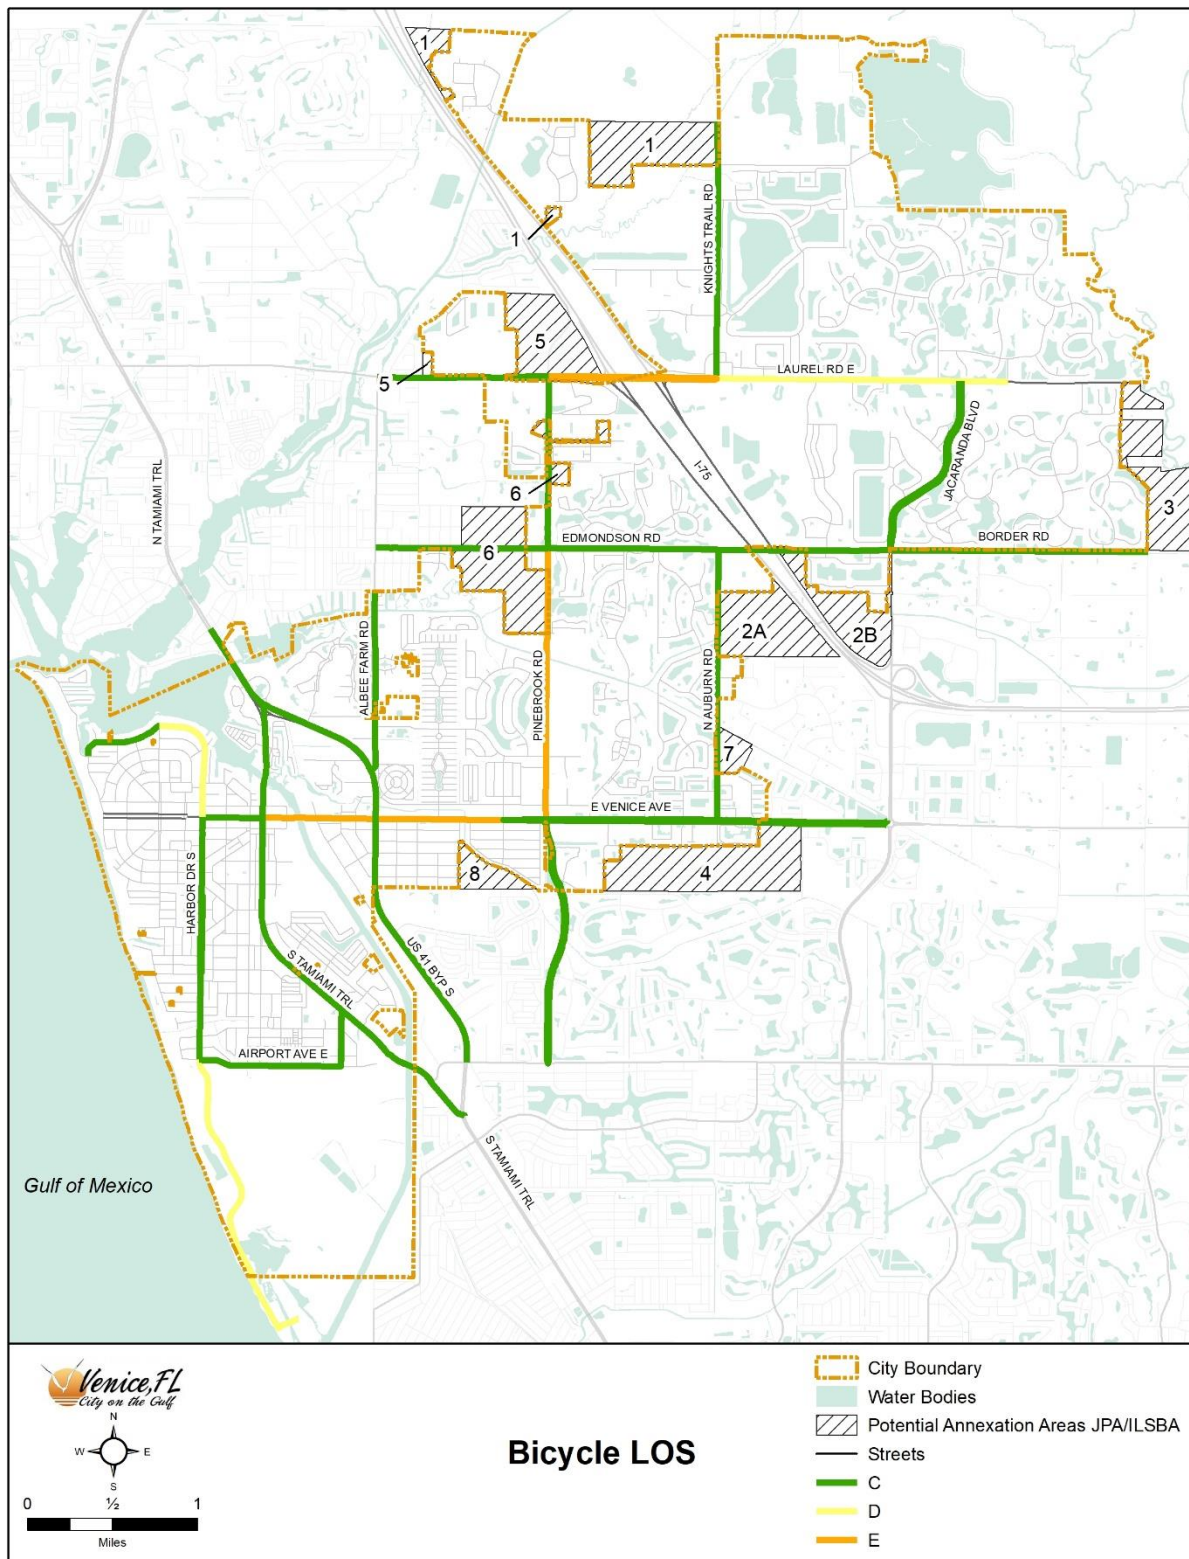 1
1
1
KNIGHTS TRAIL RD
5
5
LAUREL RD E
N TAMIAMI TRL
I-75
JACARANDA BLVD
6
3
6
EDMONDSON RD
BORDER RD
ALBEE FARM RD
2A
2B
PINEBROOK RD
N AUBURN RD
7
E VENICE AVE
HARBOR DR S
8
4
US 41 BYP S
S TAMIAMI TRL
AIRPORT AVE E
S TAMIAMI TRL
Gulf of Mexico
Venice, FL
City on the Gulf
N
W
E
S
0
½
1
Miles
Bicycle LOS
City Boundary
Water Bodies
Potential Annexation Areas JPA/ILSBA
Streets
C
D
E